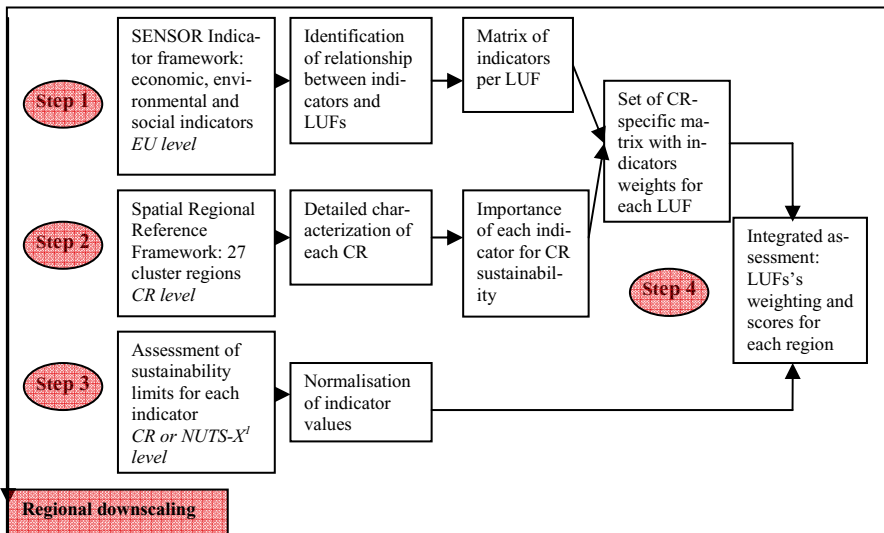 Step 1
SENSOR Indica-
tor framework:
economic, envi-
ronmental and
social indicators
EU level
Identification
of relationship
between indi-
cators and
LUFs
Matrix of
indicators
per LUF
Set of CR-
specific ma-
trix with in-
dicators
weights for
each LUF
Step 2
Spatial Regional
Reference
Framework: 27
cluster regions
CR level
Detailed char-
acterization of
each CR
Importance
of each indi-
cator for CR
sustainabil-
ity
Step 4
Integrated as-
sessment:
LUFs's
weighting and
scores for
each region
Step 3
Assessment of
sustainability
limits for each
indicator
CR or NUTS-X¹
level
Normalisation
of indicator
values
Regional downscaling